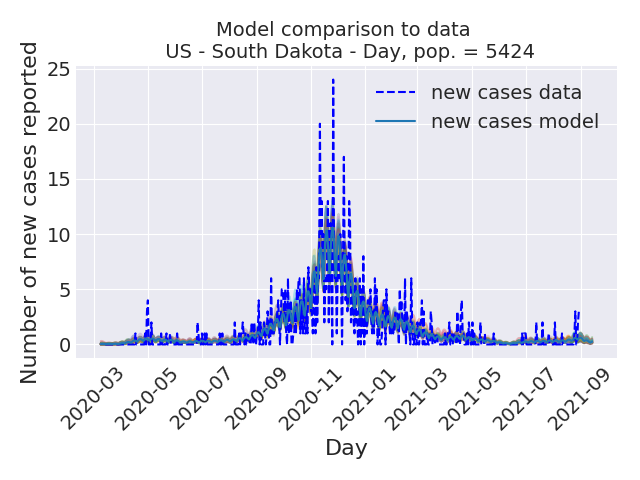 Model comparison to data
US - South Dakota - Day, pop. = 5424
Number of new cases reported
25
20
15
10
5
0
new cases data
new cases model
2020-03
2020-05
2020-07
2020-09
2020-11
2021-01
2021-03
2021-05
2021-07
2021-09
Day